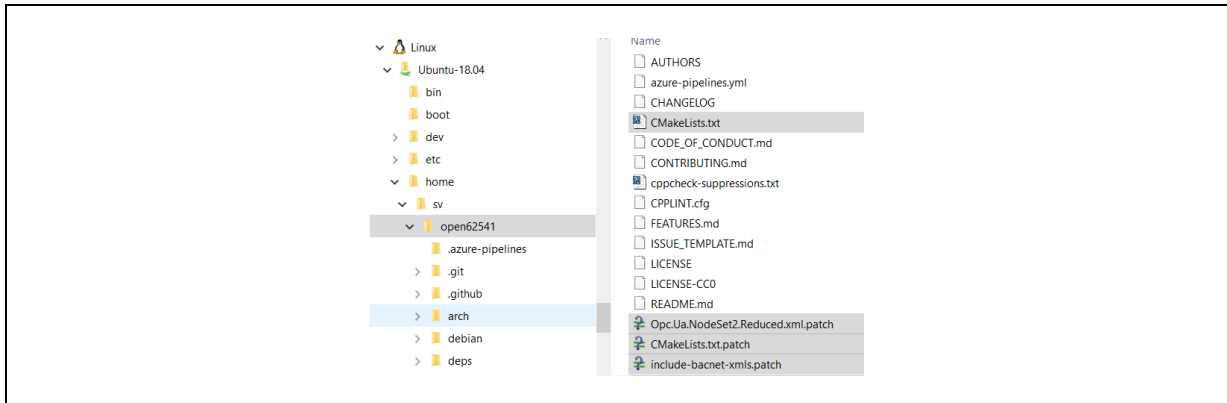 Linux
Ubuntu-18.04
bin
boot
dev
etc
home
sv
open62541
.azure-pipelines
.git
.github
arch
debian
deps
Name
AUTHORS
azure-pipelines.yml
CHANGELOG
CMakeLists.txt
CODE_OF_CONDUCT.md
CONTRIBUTING.md
cppcheck-suppressions.txt
CPPLINT.cfg
FEATURES.md
ISSUE_TEMPLATE.md
LICENSE
LICENSE-CC0
README.md
Opc.Ua.NodeSet2.Reduced.xml.patch
CMakeLists.txt.patch
include-bacnet-xmls.patch